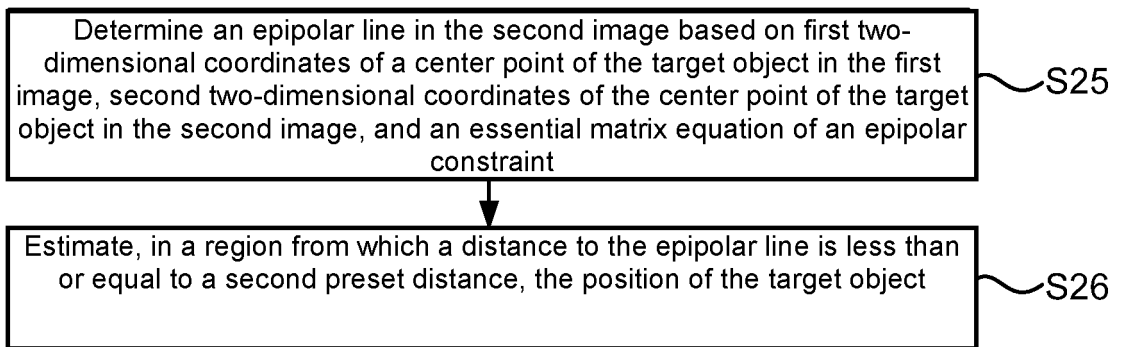 Determine an epipolar line in the second image based on first two-
dimensional coordinates of a center point of the target object in the first
image, second two-dimensional coordinates of the center point of the target
object in the second image, and an essential matrix equation of an epipolar
constraint
S25
Estimate, in a region from which a distance to the epipolar line is less than
or equal to a second preset distance, the position of the target object
S26